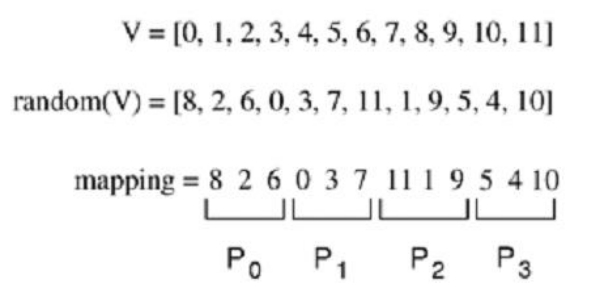 V = [0, 1, 2, 3, 4, 5, 6, 7, 8, 9, 10, 11]
random(V) = [8, 2, 6, 0, 3, 7, 11, 1, 9, 5, 4, 10]
mapping = 8 2 6 0 3 7 11 1 9 5 4 10
P0 P1 P2 P3